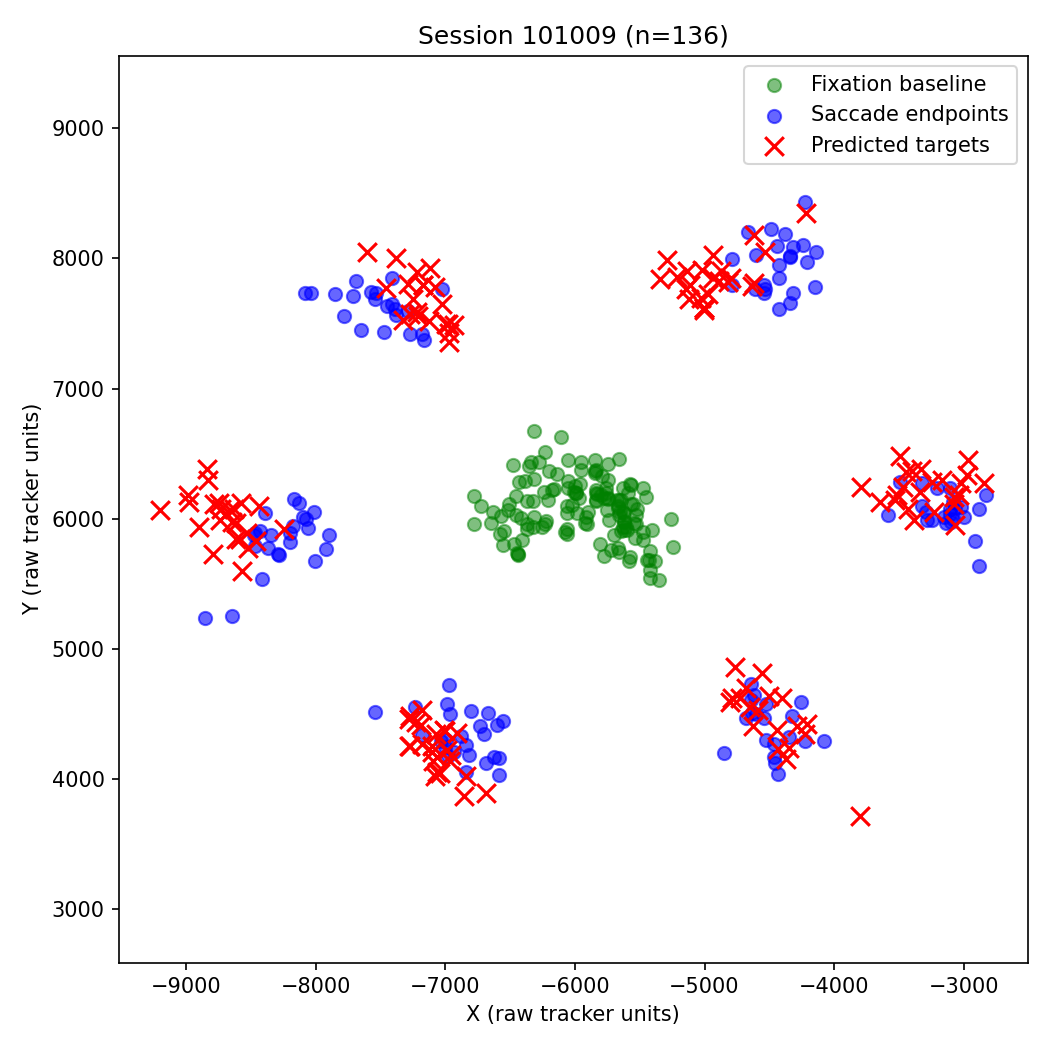 Session 101009 (n=136)
Fixation baseline
Saccade endpoints
Predicted targets
9000
8000
7000
6000
5000
4000
3000
Y (raw tracker units)
−9000 −8000 −7000 −6000 −5000 −4000 −3000
X (raw tracker units)